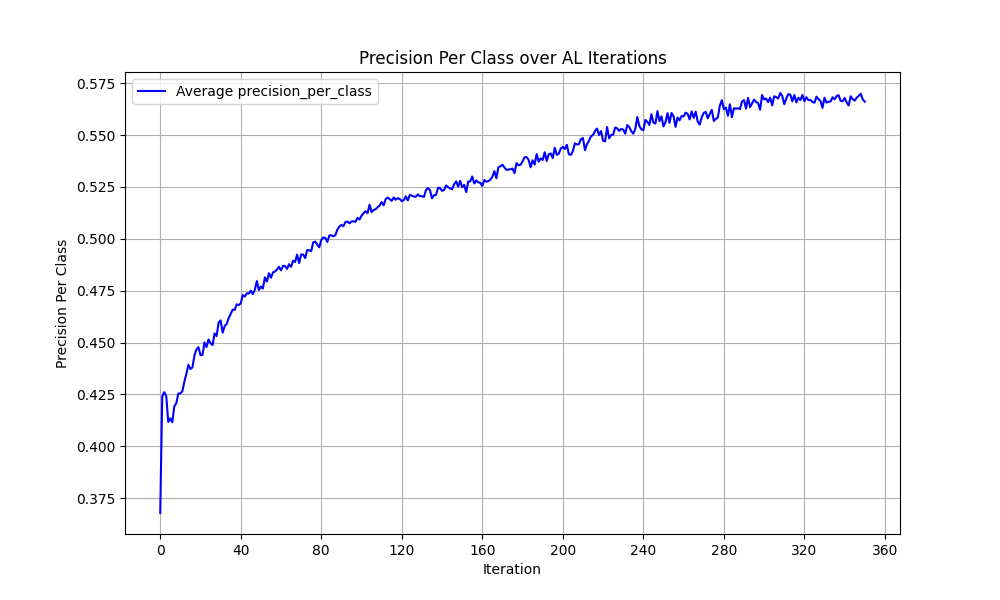 Precision Per Class over AL Iterations
Average precision_per_class
Precision Per Class
0.575
0.550
0.525
0.500
0.475
0.450
0.425
0.400
0.375
0 40 80 120 160 200 240 280 320 360
Iteration